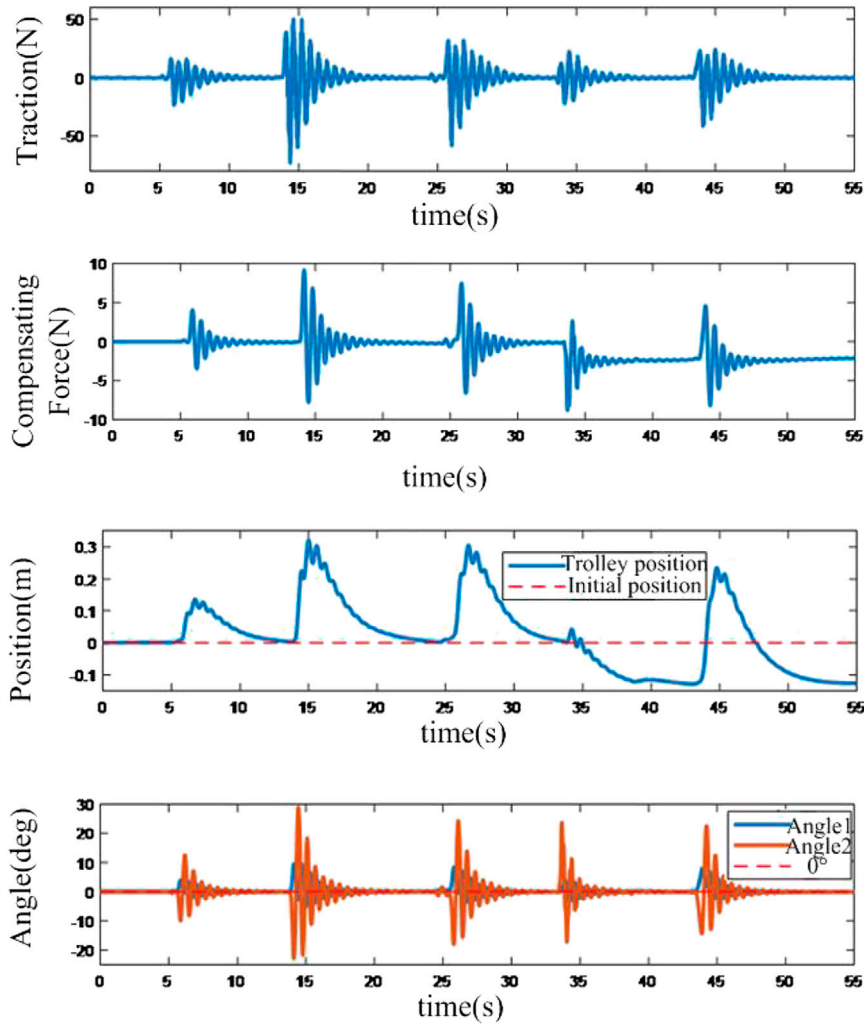 Traction(N)
50
0
-50
0 5 10 15 20 25 30 35 40 45 50 55
time(s)
Compensating
Force(N)
10
5
0
-5
-10
0 5 10 15 20 25 30 35 40 45 50 55
time(s)
Position(m)
0.3
0.2
0.1
0
-0.1
Trolley position
Initial position
0 5 10 15 20 25 30 35 40 45 50 55
time(s)
Angle(deg)
30
20
10
0
-10
-20
Angle1
Angle2
0°
0 5 10 15 20 25 30 35 40 45 50 55
time(s)